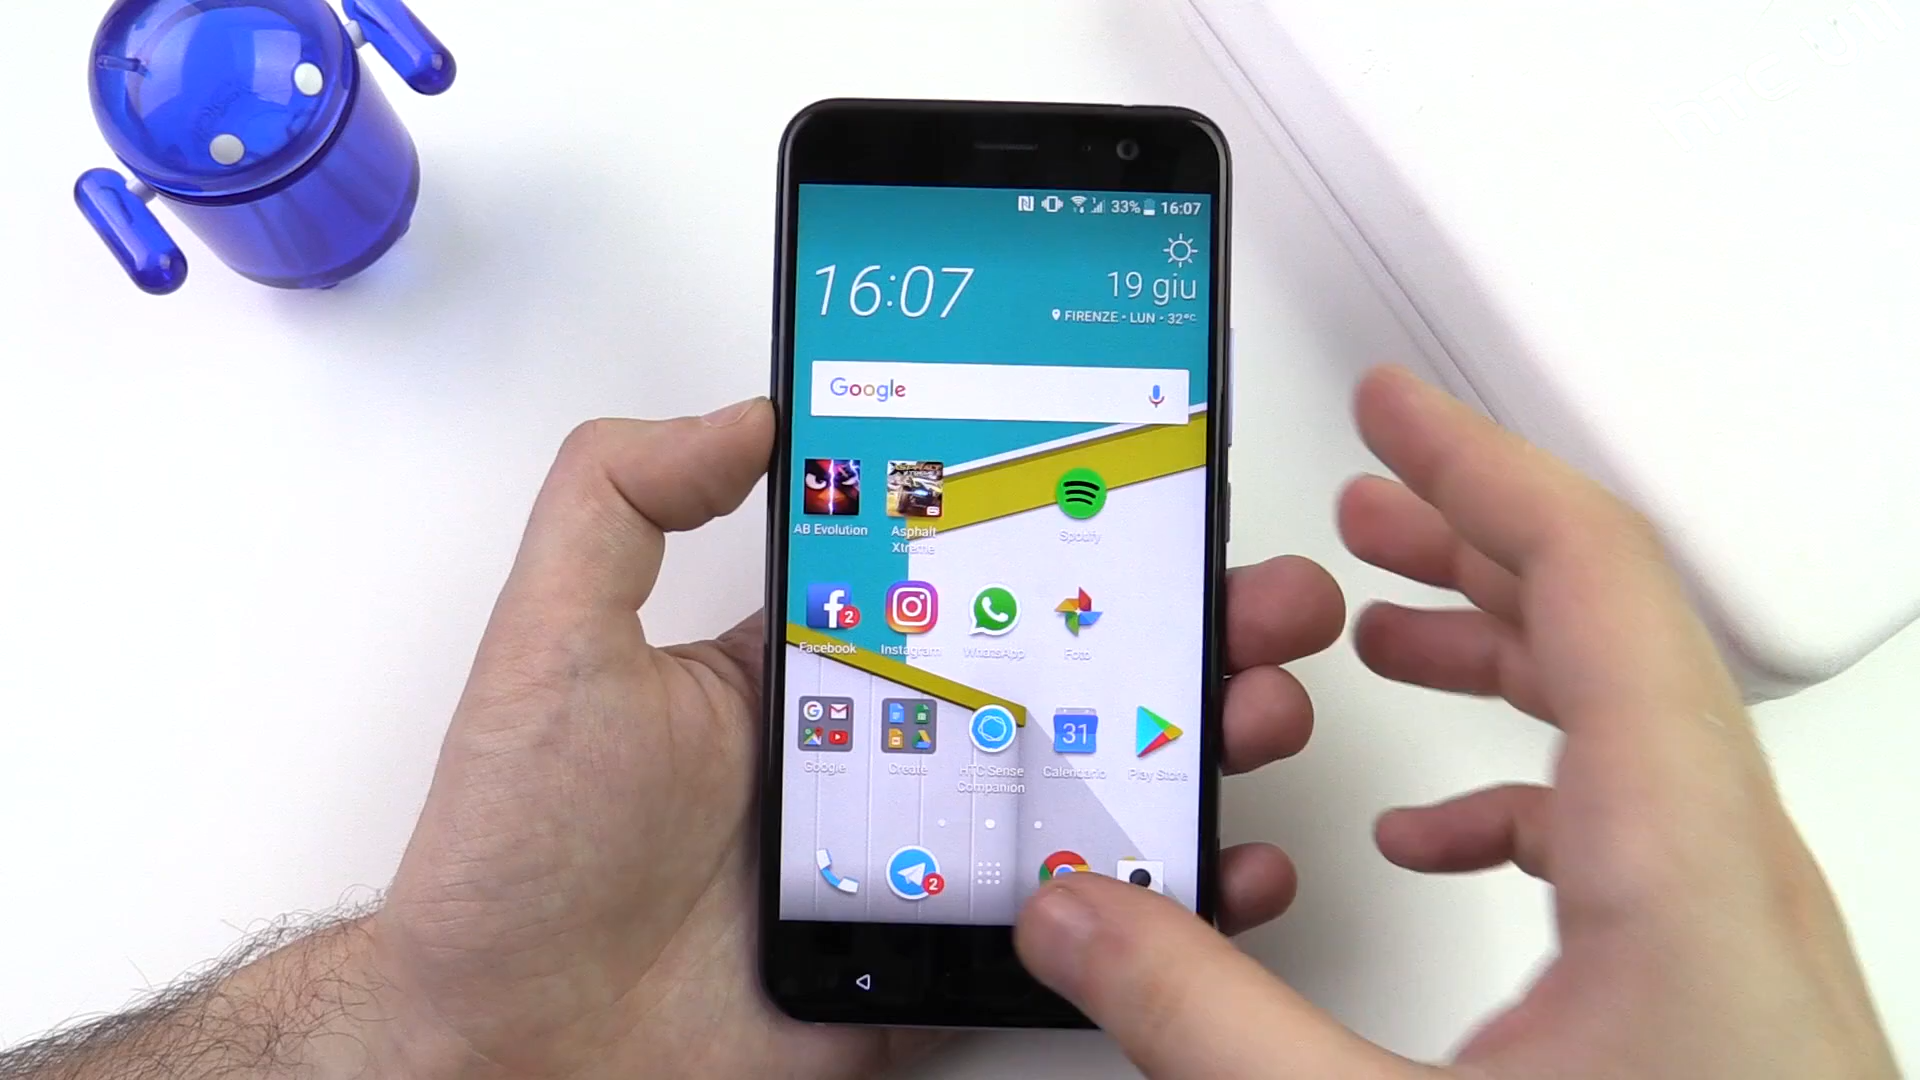 33% 16:07
16:07
19 giu
FIRENZE - LUN - 32°C
Google
AB Evolution
Asphalt
Xtreme
Spotify
2
Facebook
Instagram
WhatsApp
Foto
31
Google
Create
HTC Sense
Companion
Calendario
Play Store
2